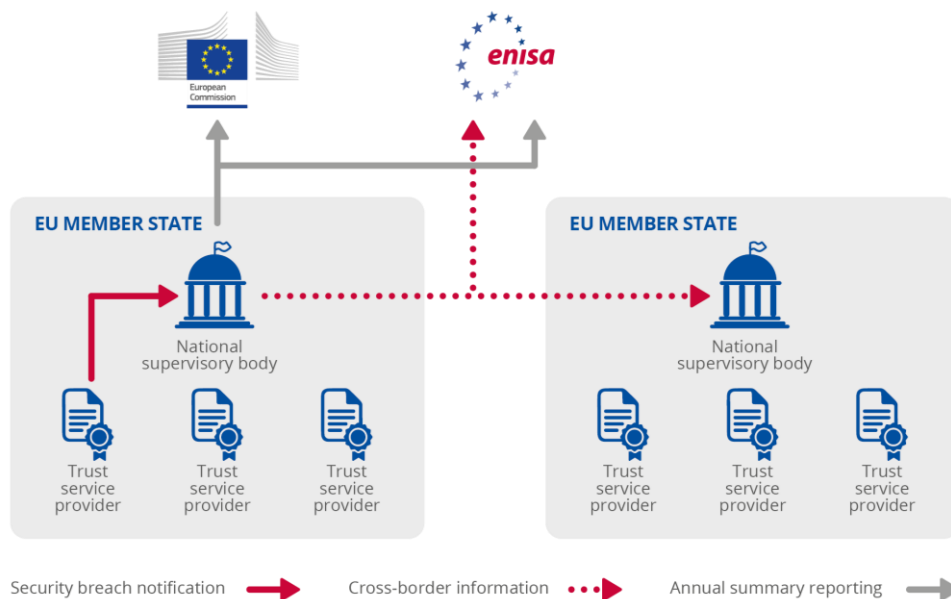 European
Commission
enisa
EU MEMBER STATE
National
supervisory body
Trust
service
provider
Trust
service
provider
Trust
service
provider
EU MEMBER STATE
National
supervisory body
Trust
service
provider
Trust
service
provider
Trust
service
provider
Security breach notification
Cross-border information
Annual summary reporting